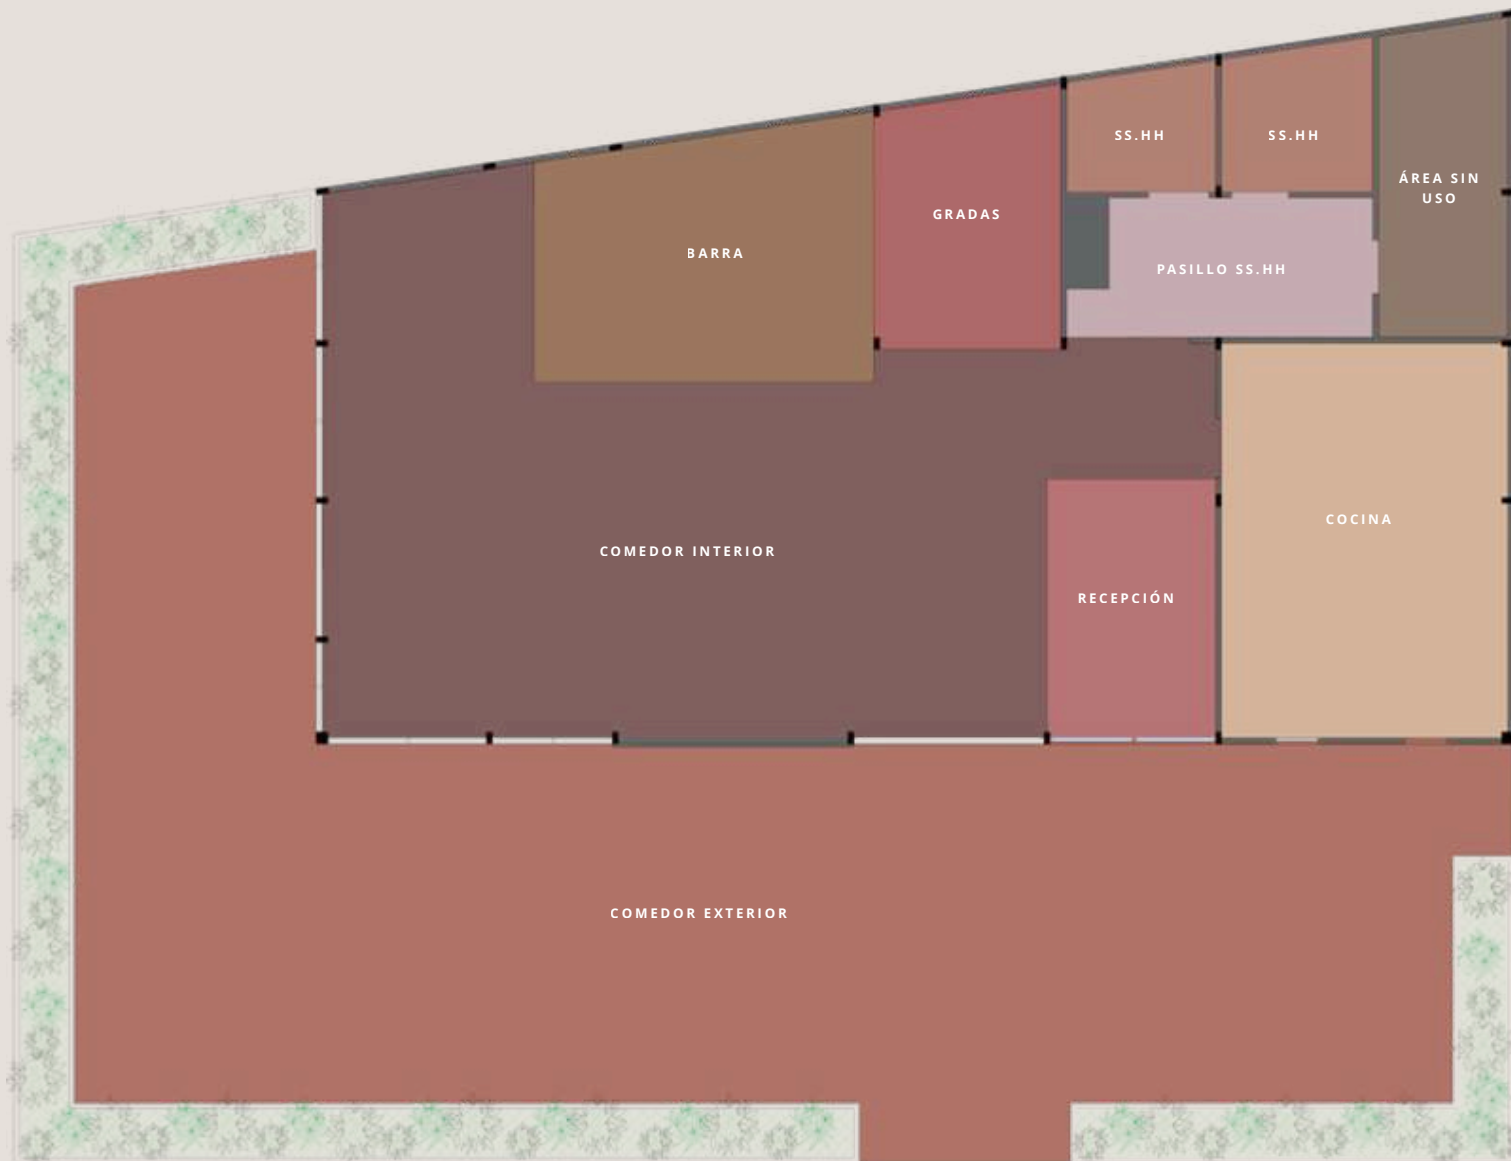 SS.HH
SS.HH
ÁREA SIN
USO
GRADAS
BARRA
PASILLO SS.HH
COCINA
COMEDOR INTERIOR
RECEPCIÓN
COMEDOR EXTERIOR